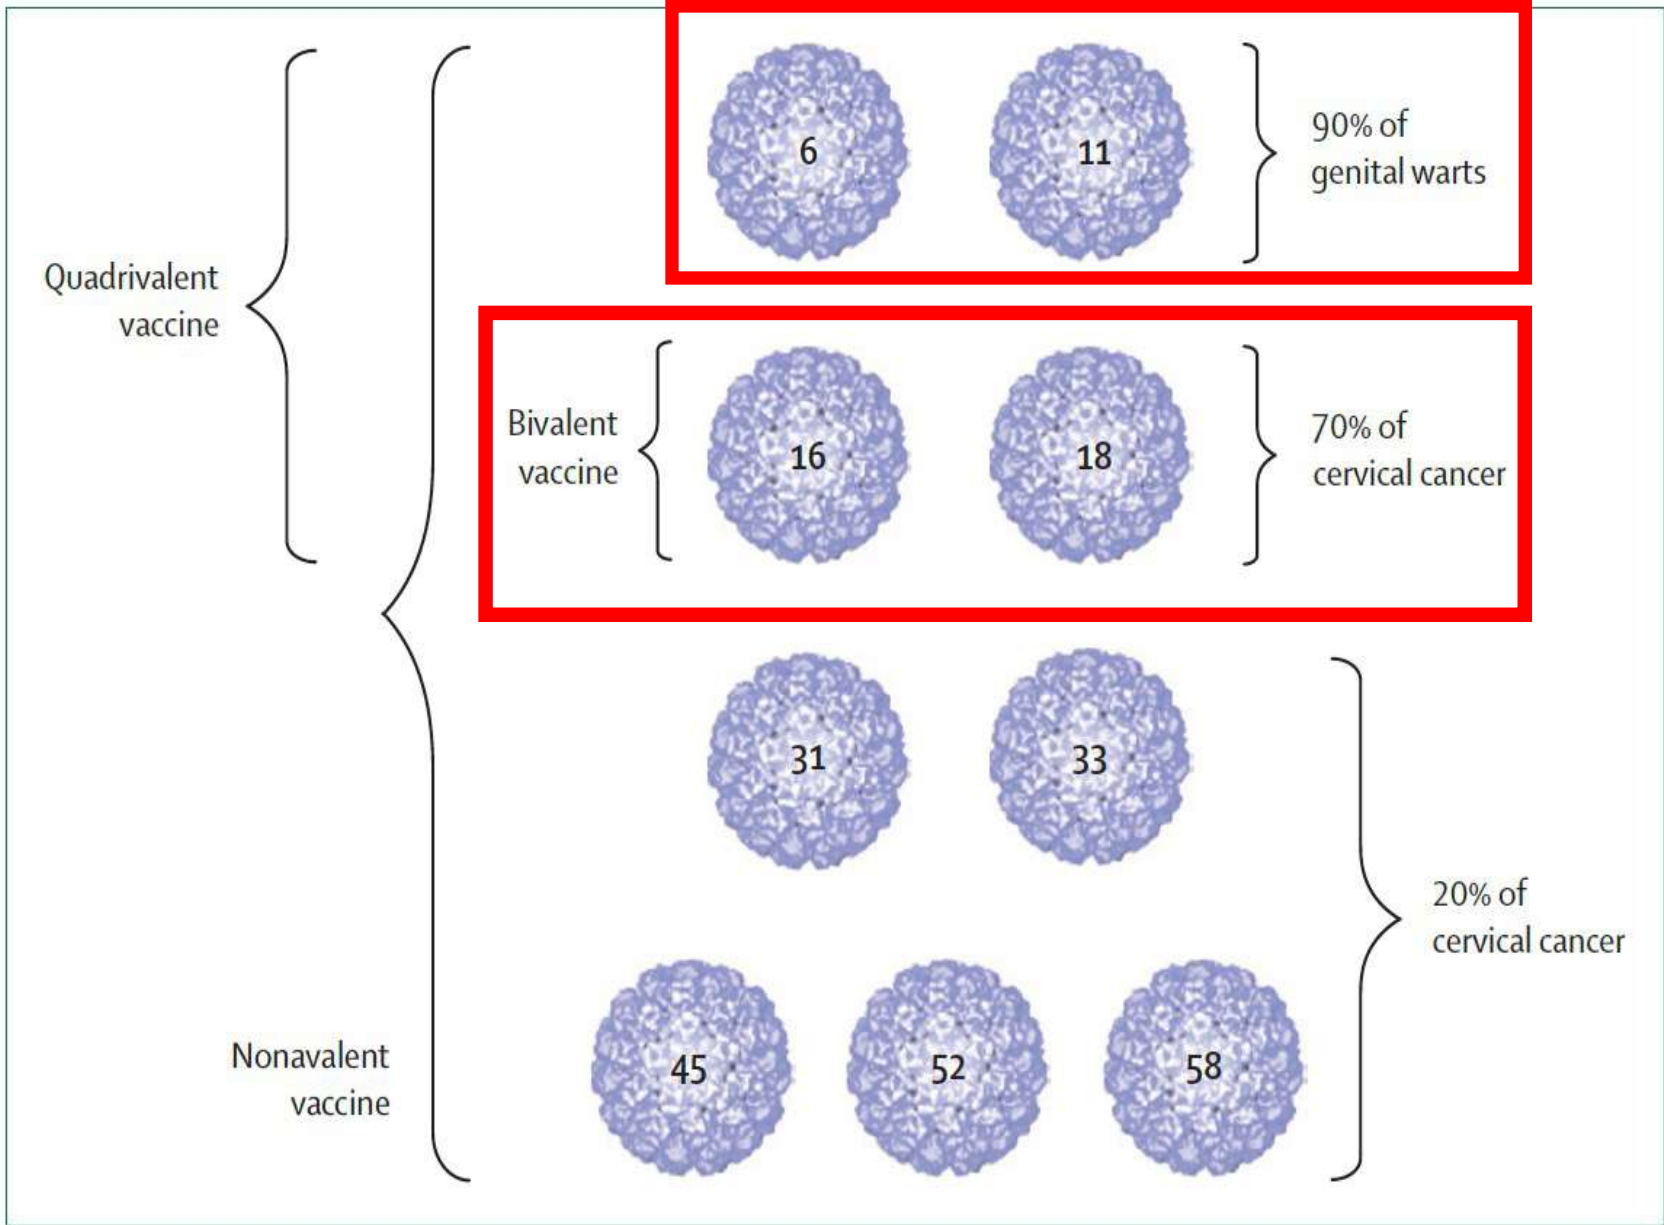 6
11
90% of
genital warts
Quadrivalent
vaccine
Bivalent
vaccine
16
18
70% of
cervical cancer
31
33
20% of
cervical cancer
Nonavalent
vaccine
45
52
58